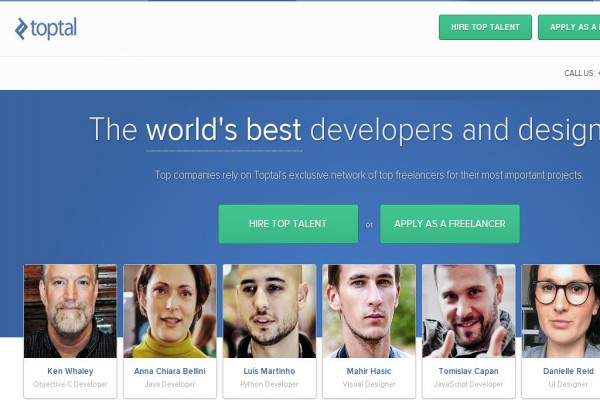 toptal
HIRE TOP TALENT
APPLY AS A
CALL US:
The world's best developers and design
Top companies rely on Toptal's exclusive network of top freelancers for their most important projects.
HIRE TOP TALENT or APPLY AS A FREELANCER
Ken Whaley
Objective-C Developer
Anna Chiara Bellini
Java Developer
Luís Martinho
Python Developer
Mahir Hasic
Visual Designer
Tomislav Capan
JavaScript Developer
Danielle Reid
UI Designer